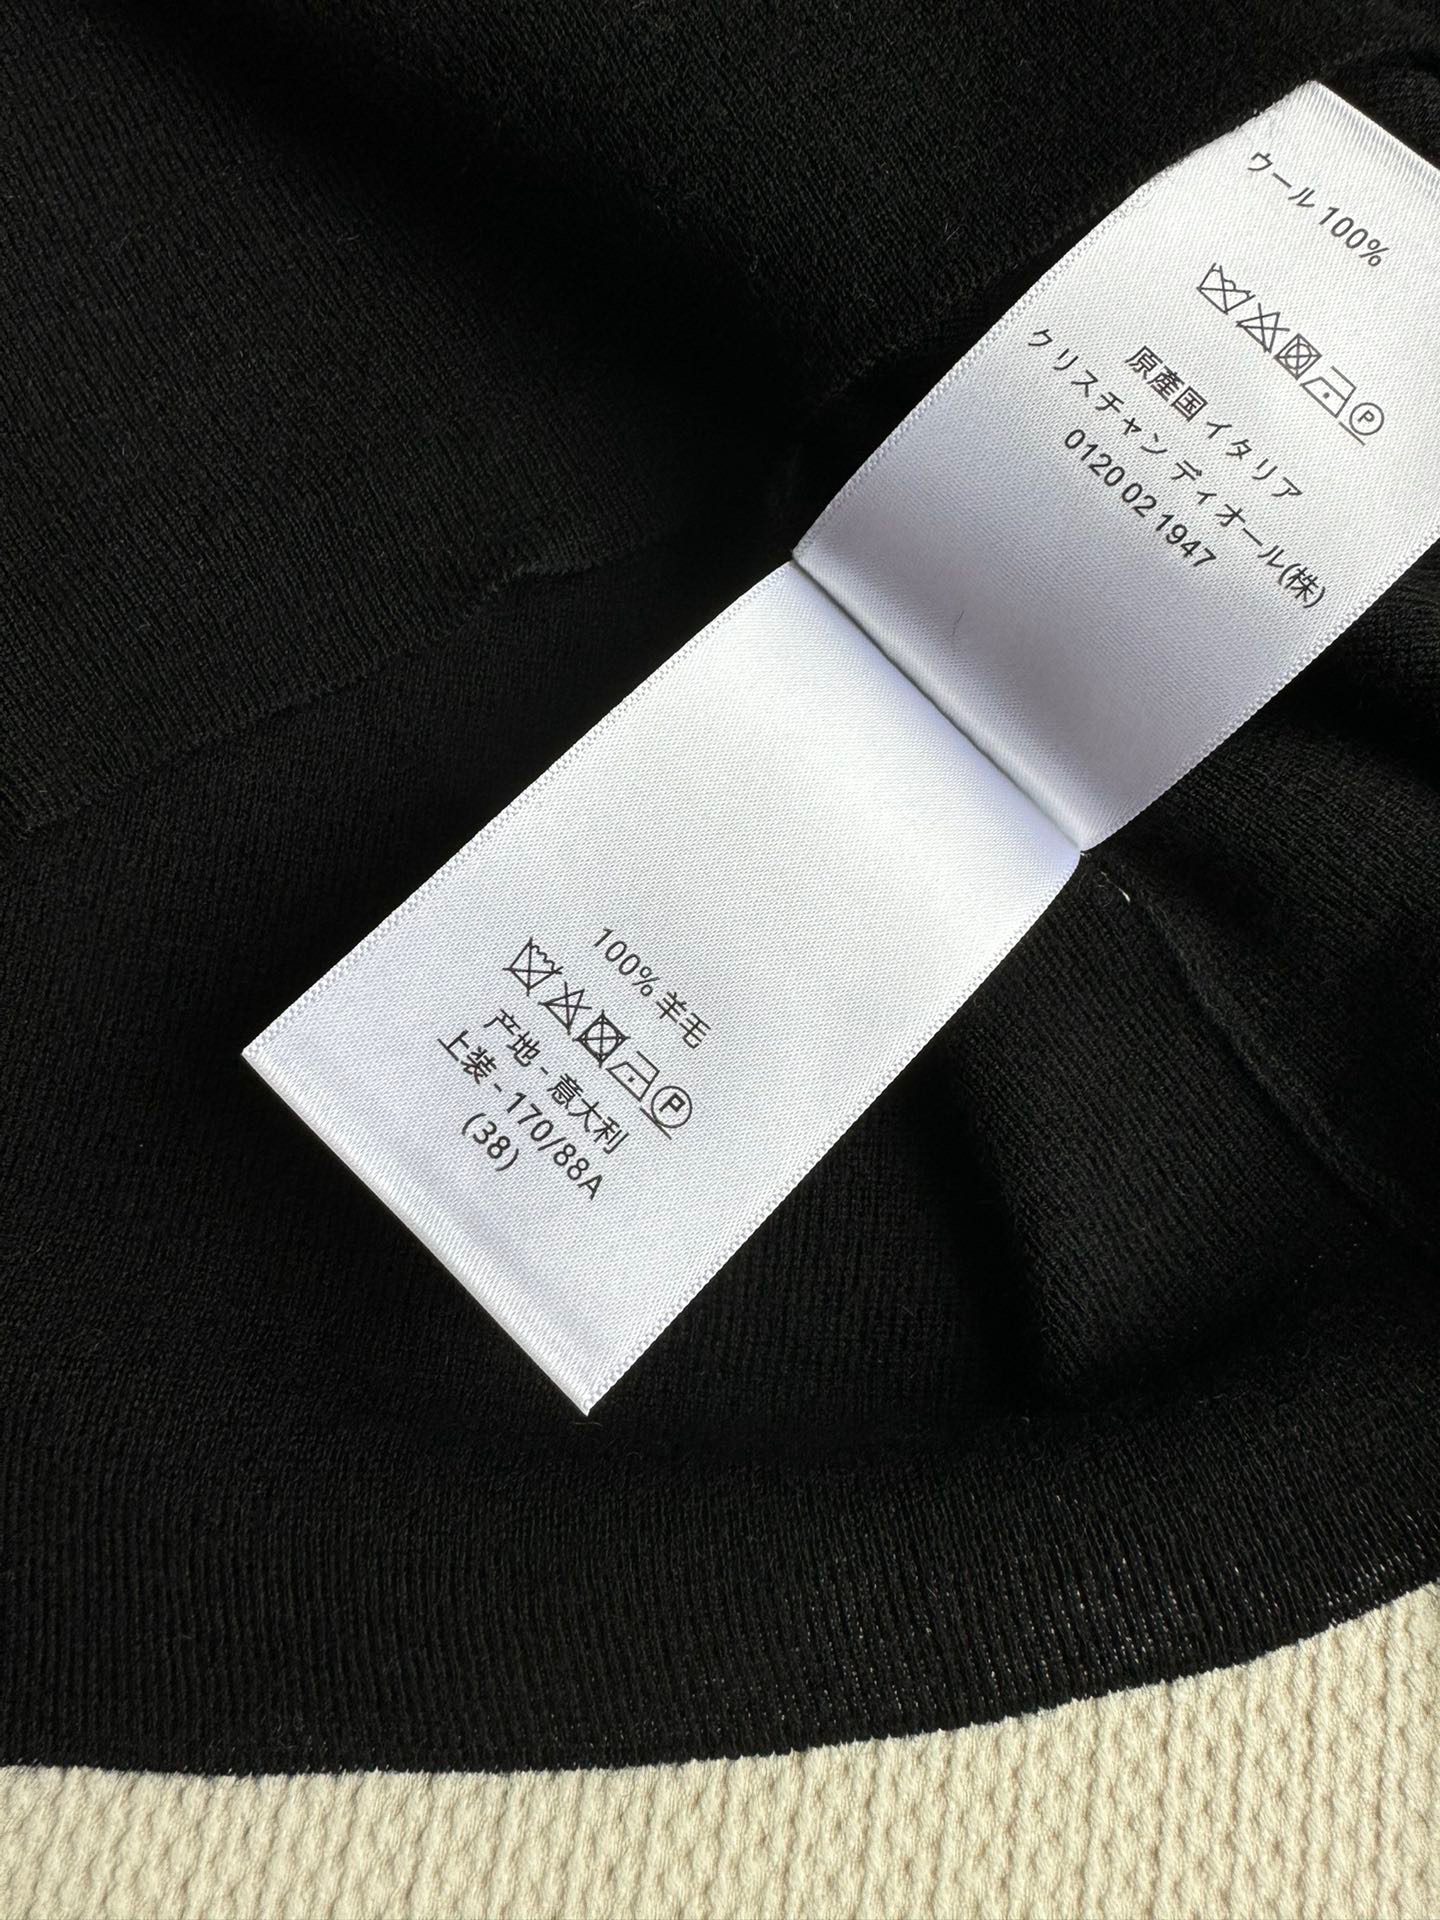 ウール 100%
P
原産国 イタリア
クリスチャン ディオール(株)
0120 02 1947
100% 羊毛
P
产地 - 意大利
上装 - 170/88A
(38)